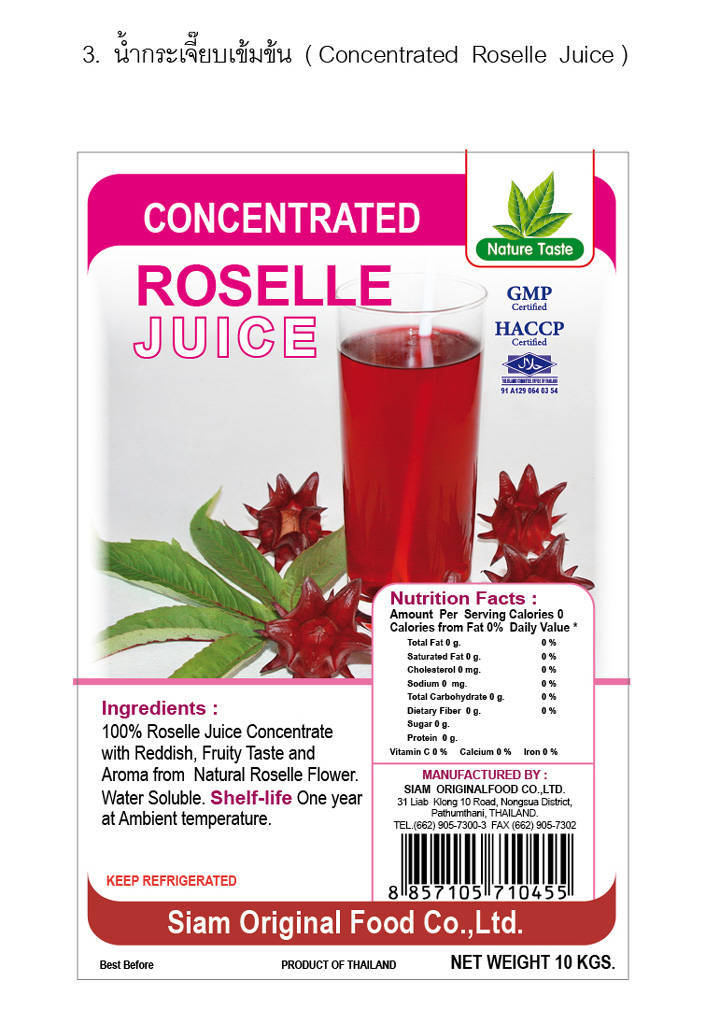 3. น้ำกระเจี๊ยบเข้มข้น ( Concentrated Roselle Juice )
CONCENTRATED
Nature Taste
ROSELLE
JUICE
GMP
Certified
HACCP
Certified
حلال
91 A129 064 03 54
Nutrition Facts :
Amount Per Serving Calories 0
Calories from Fat 0% Daily Value *
Total Fat 0 g. 0 %
Saturated Fat 0 g. 0 %
Cholesterol 0 mg. 0 %
Sodium 0 mg. 0 %
Total Carbohydrate 0 g. 0 %
Dietary Fiber 0 g. 0 %
Sugar 0 g.
Protein 0 g.
Vitamin C 0 % Calcium 0 % Iron 0 %
Ingredients :
100% Roselle Juice Concentrate
with Reddish, Fruity Taste and
Aroma from Natural Roselle Flower.
Water Soluble. Shelf-life One year
at Ambient temperature.
KEEP REFRIGERATED
MANUFACTURED BY :
SIAM ORIGINALFOOD CO.,LTD.
31 Liab Klong 10 Road, Nongsua District,
Pathumthani, THAILAND.
TEL.(662) 905-7300-3 FAX (662) 905-7302
8 857105 710455
Siam Original Food Co.,Ltd.
Best Before
PRODUCT OF THAILAND
NET WEIGHT 10 KGS.